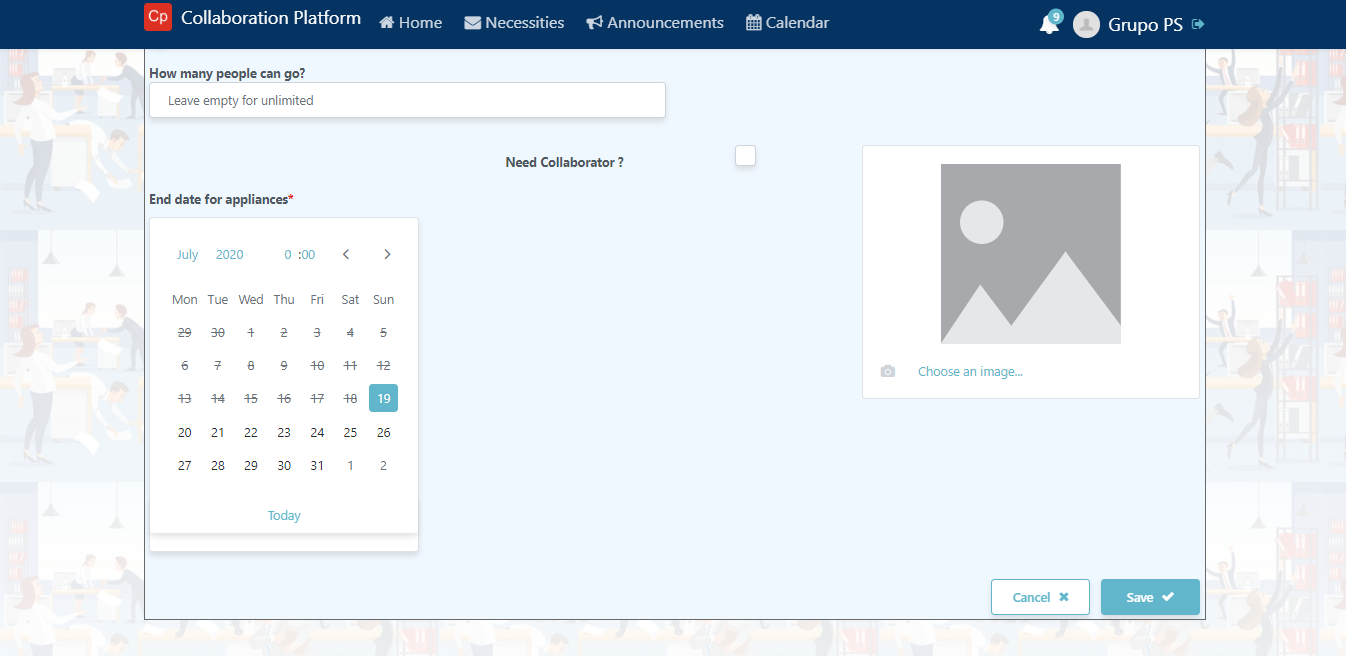 Cp Collaboration Platform Home Necessities Announcements Calendar 9 Grupo PS
How many people can go?
Leave empty for unlimited
Need Collaborator ?
End date for appliances*
July 2020 0 :00
Mon Tue Wed Thu Fri Sat Sun
29 30 1 2 3 4 5
6 7 8 9 10 11 12
13 14 15 16 17 18 19
20 21 22 23 24 25 26
27 28 29 30 31 1 2
Today
Choose an image...
Cancel Save